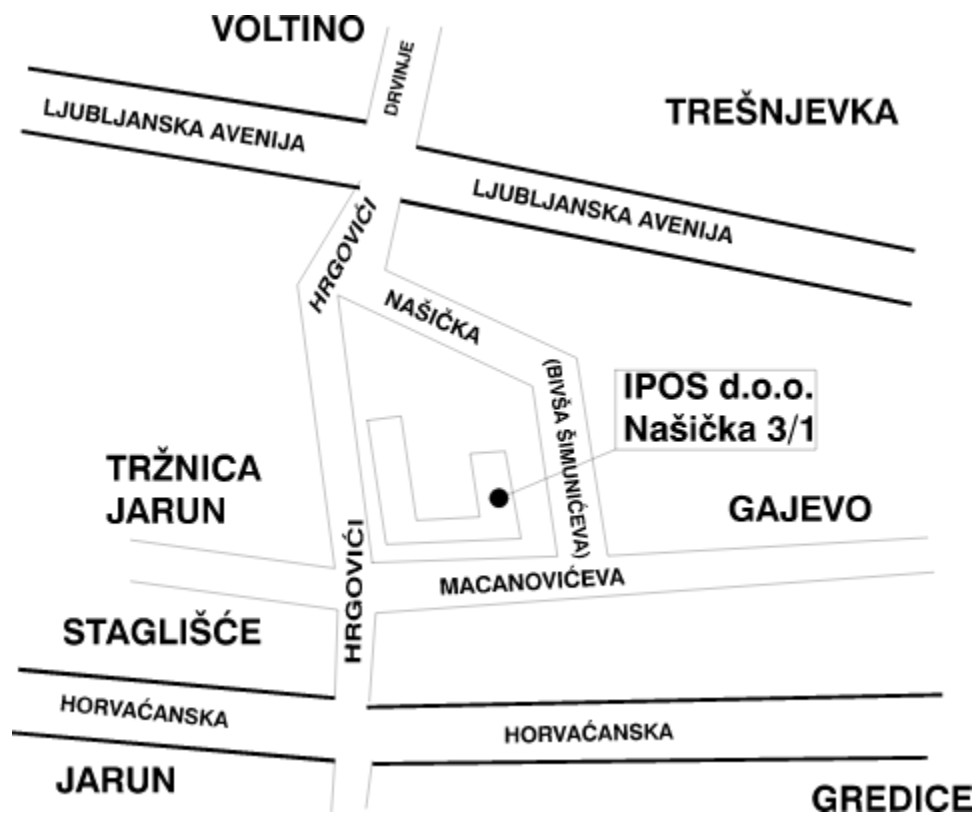 VOLTINO
DRVINJE
TREŠNJEVKA
LJUBLJANSKA AVENIJA
LJUBLJANSKA AVENIJA
HRGOVIĆI
NAŠIČKA
(BIVŠA ŠIMUNIĆEVA)
IPOS d.o.o.
Našička 3/1
TRŽNICA
JARUN
GAJEVO
HRGOVIĆI
MACANOVIĆEVA
STAGLIŠĆE
HORVAĆANSKA
HORVAĆANSKA
JARUN
GREDICE